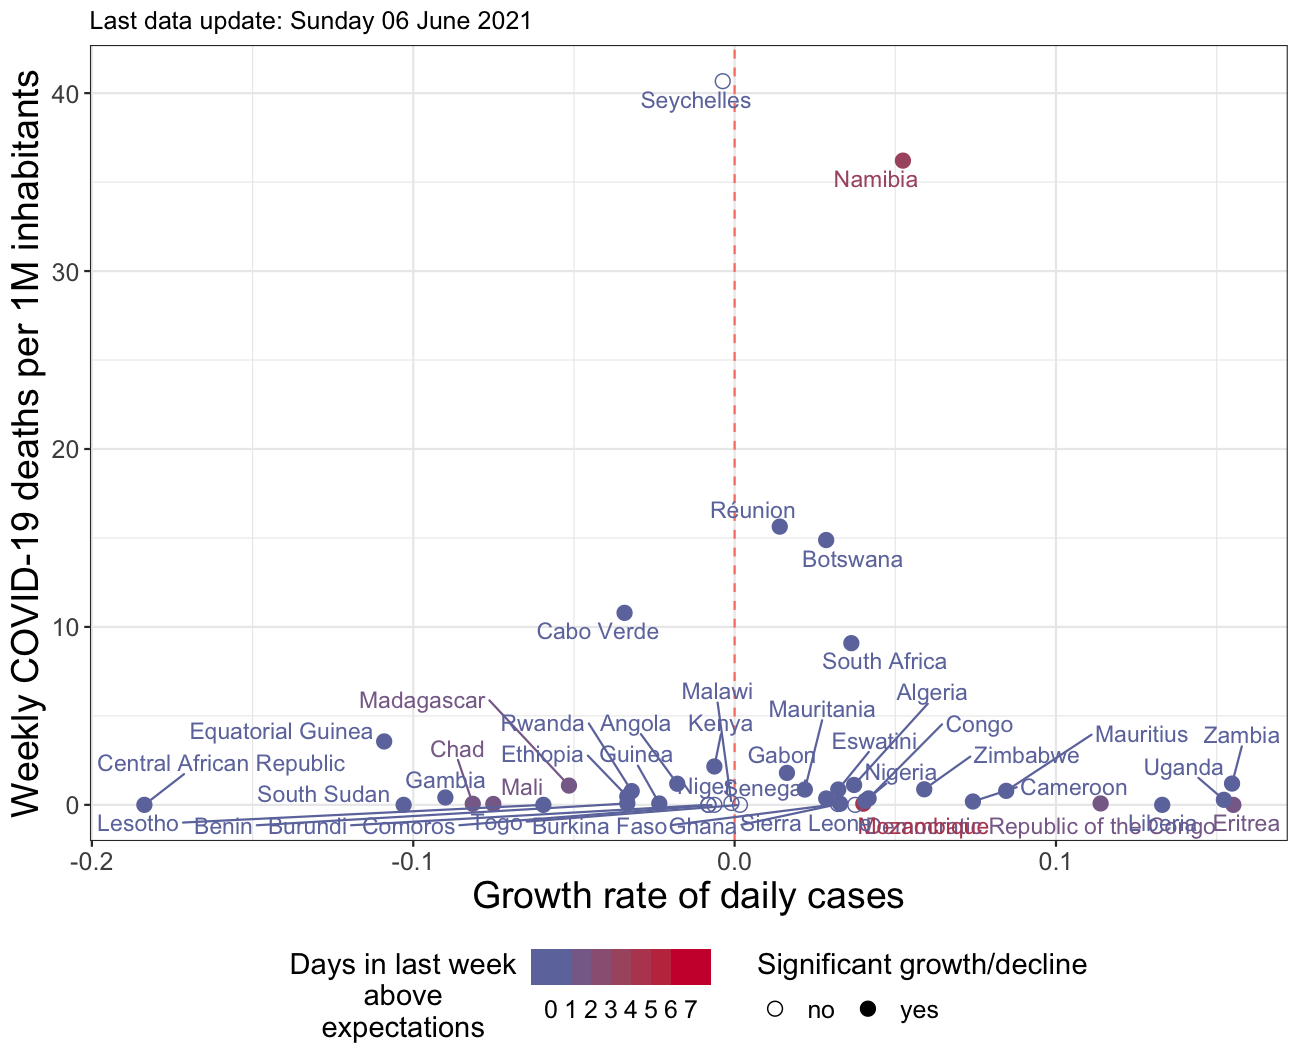 Last data update: Sunday 06 June 2021
Weekly COVID-19 deaths per 1M inhabitants
40
30
20
10
0
Seychelles
Namibia
Réunion
Botswana
Cabo Verde
South Africa
Malawi
Algeria
Madagascar
Mauritania
Rwanda
Angola
Kenya
Congo
Equatorial Guinea
Eswatini
Mauritius
Zambia
Chad
Ethiopia
Guinea
Gabon
Zimbabwe
Central African Republic
Uganda
Gambia
Nigeria
Mali
Niger
Senegal
Cameroon
South Sudan
Lesotho
Benin
Burundi
Comoros
Togo
Burkina Faso
Ghana
Sierra Leone
Mozambique
Democratic Republic of the Congo
Liberia
Eritrea
-0.2
-0.1
0.0
0.1
Growth rate of daily cases
Days in last week
above
expectations
0 1 2 3 4 5 6 7
Significant growth/decline
no
yes